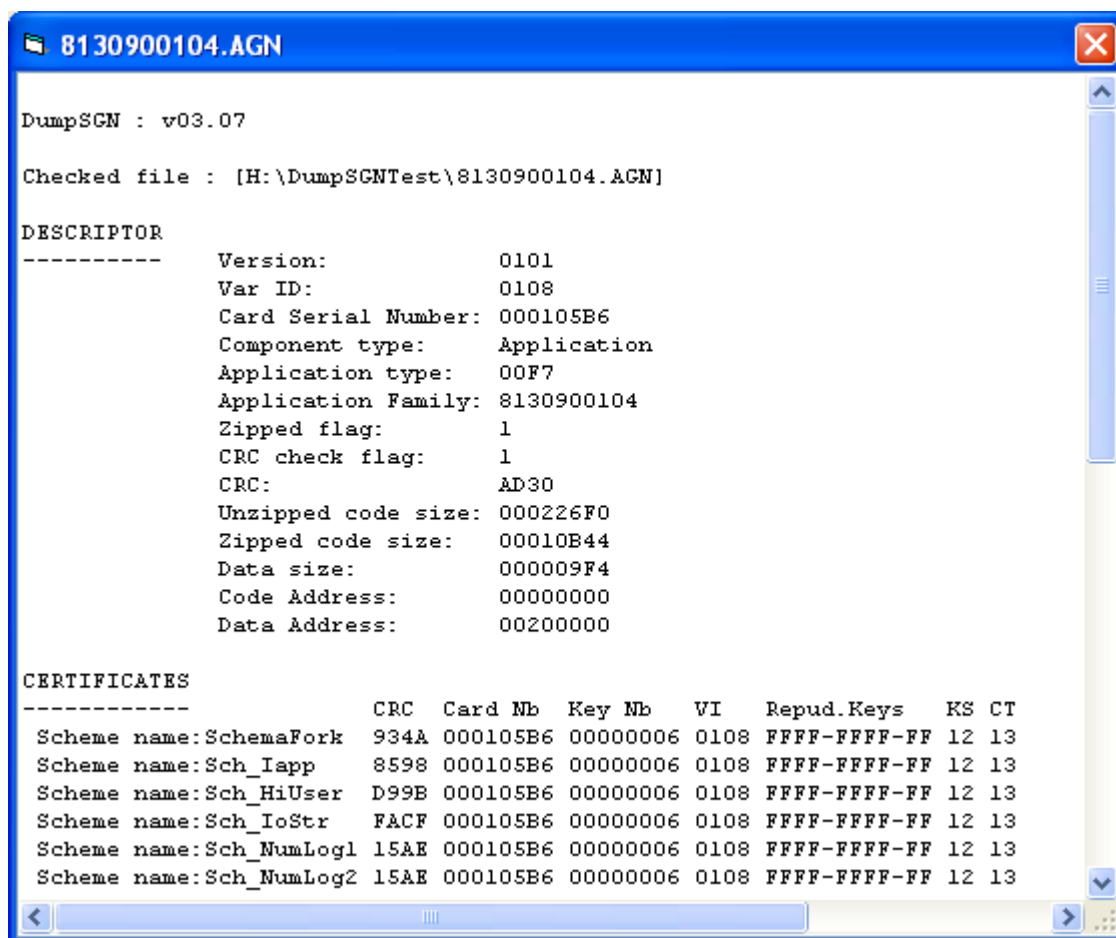 8130900104.AGN
DumpSGN : v03.07
Checked file : [H:\DumpSGNTest\8130900104.AGN]
DESCRIPTOR
---------- Version: 0101
Var ID: 0108
Card Serial Number: 000105B6
Component type: Application
Application type: 00F7
Application Family: 8130900104
Zipped flag: 1
CRC check flag: 1
CRC: AD30
Unzipped code size: 000226F0
Zipped code size: 00010B44
Data size: 000009F4
Code Address: 00000000
Data Address: 00200000
CERTIFICATES
------------ CRC Card Nb Key Nb VI Repud.Keys KS CT
Scheme name:SchemaFork 934A 000105B6 00000006 0108 FFFF-FFFF-FF 12 13
Scheme name:Sch_Iapp 8598 000105B6 00000006 0108 FFFF-FFFF-FF 12 13
Scheme name:Sch_HiUser D99B 000105B6 00000006 0108 FFFF-FFFF-FF 12 13
Scheme name:Sch_IoStr FACF 000105B6 00000006 0108 FFFF-FFFF-FF 12 13
Scheme name:Sch_NumLog1 15AE 000105B6 00000006 0108 FFFF-FFFF-FF 12 13
Scheme name:Sch_NumLog2 15AE 000105B6 00000006 0108 FFFF-FFFF-FF 12 13